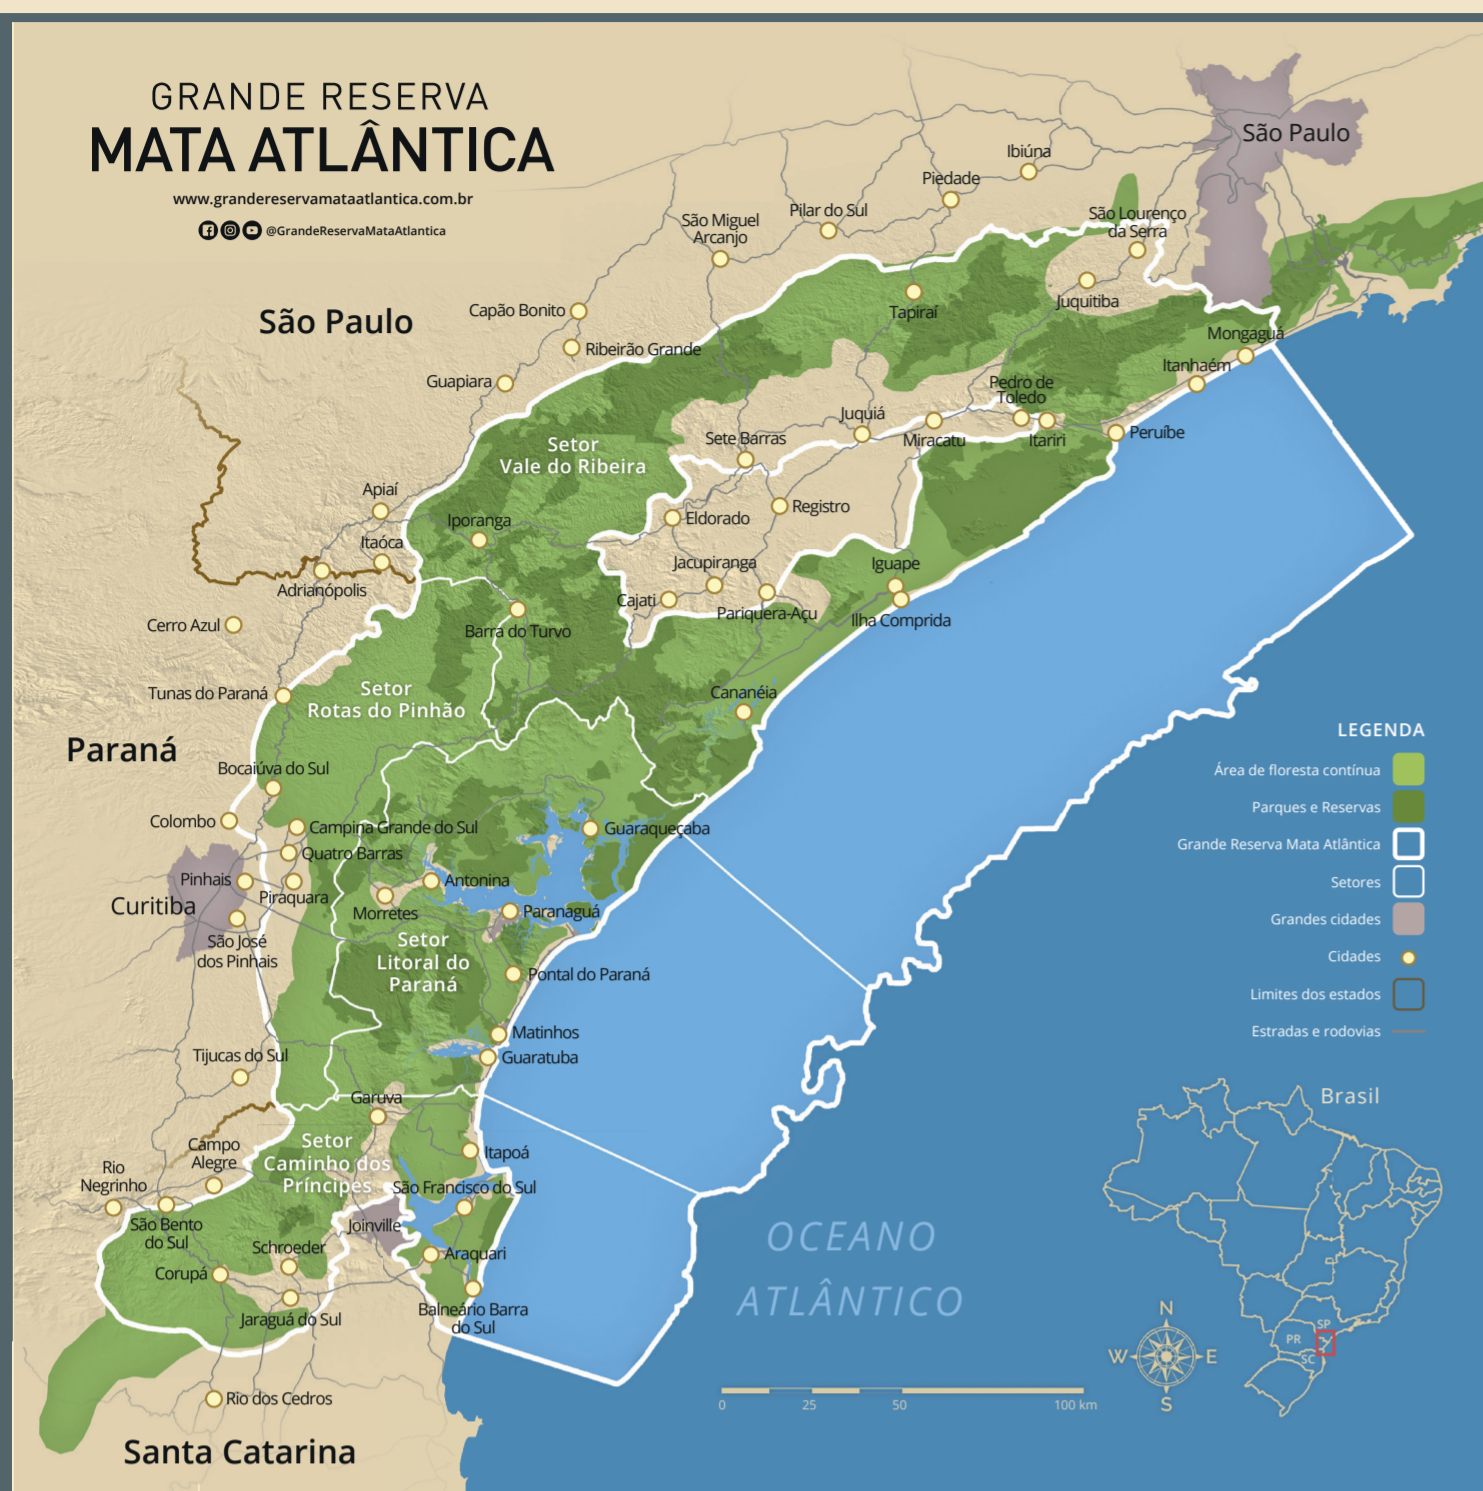 GRANDE RESERVA
MATA ATLÂNTICA
www.grandereservamataatlantica.com.br
@GrandeReservaMataAtlantica
São Paulo
Ibiúna
Piedade
São Lourenço
da Serra
Pilar do Sul
São Miguel
Arcanjo
Juquitiba
Tapiraí
Capão Bonito
São Paulo
Ribeirão Grande
Mongaguá
Itanhaém
Guapiara
Pedro de
Toledo
Juquiá
Miracatu
Itariri
Peruíbe
Sete Barras
Setor
Vale do Ribeira
Apiaí
Registro
Eldorado
Iporanga
Itaóca
Jacupiranga
Iguape
Adrianópolis
Cajati
Pariquera-Açu
Ilha Comprida
Cerro Azul
Barra do Turvo
Tunas do Paraná
Setor
Rotas do Pinhão
Cananéia
Paraná
Bocaiúva do Sul
Colombo
Campina Grande do Sul
Guaraqueçaba
Quatro Barras
Pinhais
Piraquara
Antonina
Curitiba
Morretes
Paranaguá
São José
dos Pinhais
Setor
Litoral do
Paraná
Pontal do Paraná
Matinhos
Guaratuba
Tijucas do Sul
Garuva
Campo
Alegre
Setor
Caminho dos
Príncipes
Itapoá
Rio
Negrinho
São Francisco do Sul
São Bento
do Sul
Joinville
Schroeder
Araquari
Corupá
Jaraguá do Sul
Balneário Barra
do Sul
Rio dos Cedros
Santa Catarina
OCEANO
ATLÂNTICO
LEGENDA
Área de floresta contínua
Parques e Reservas
Grande Reserva Mata Atlântica
Setores
Grandes cidades
Cidades
Limites dos estados
Estradas e rodovias
Brasil
SP
PR
SC
N
W
E
S
0 25 50 100 km